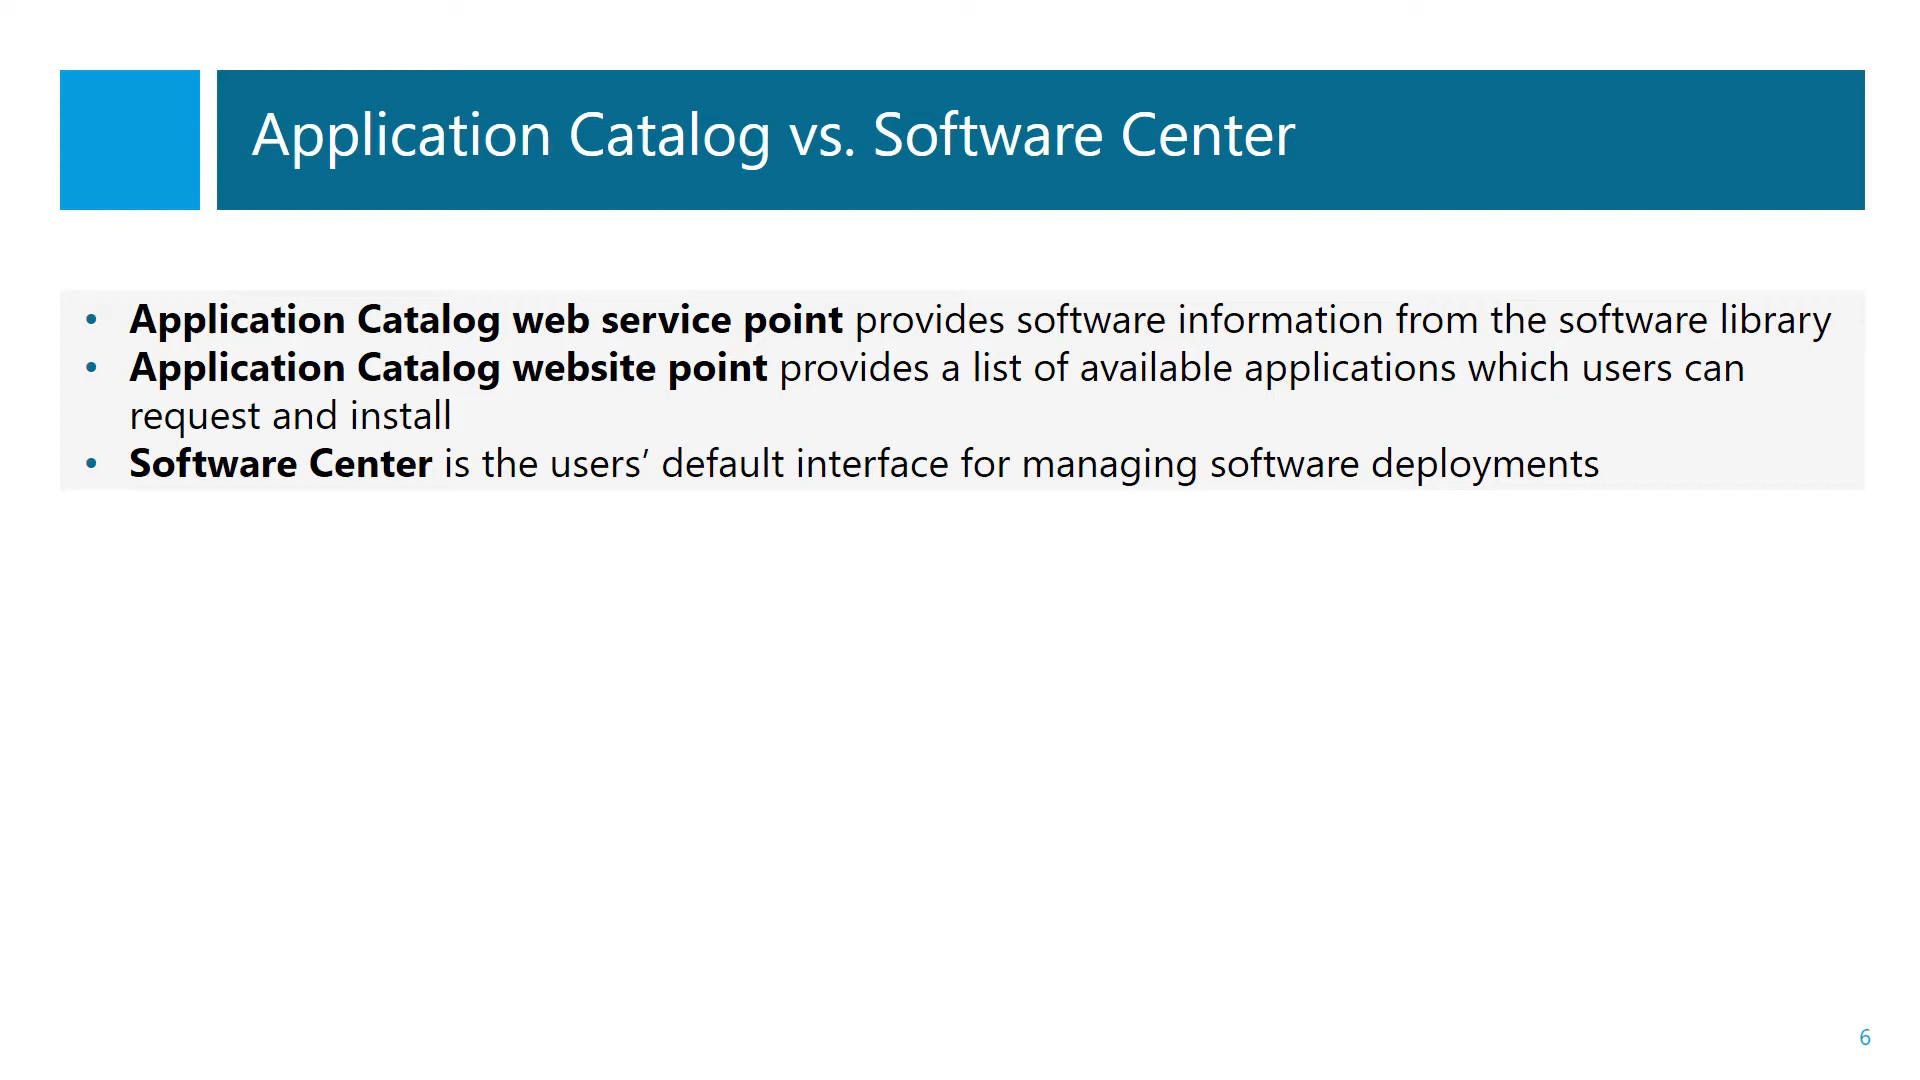 Application Catalog vs. Software Center
• Application Catalog web service point provides software information from the software library
• Application Catalog website point provides a list of available applications which users can
request and install
• Software Center is the users’ default interface for managing software deployments
6